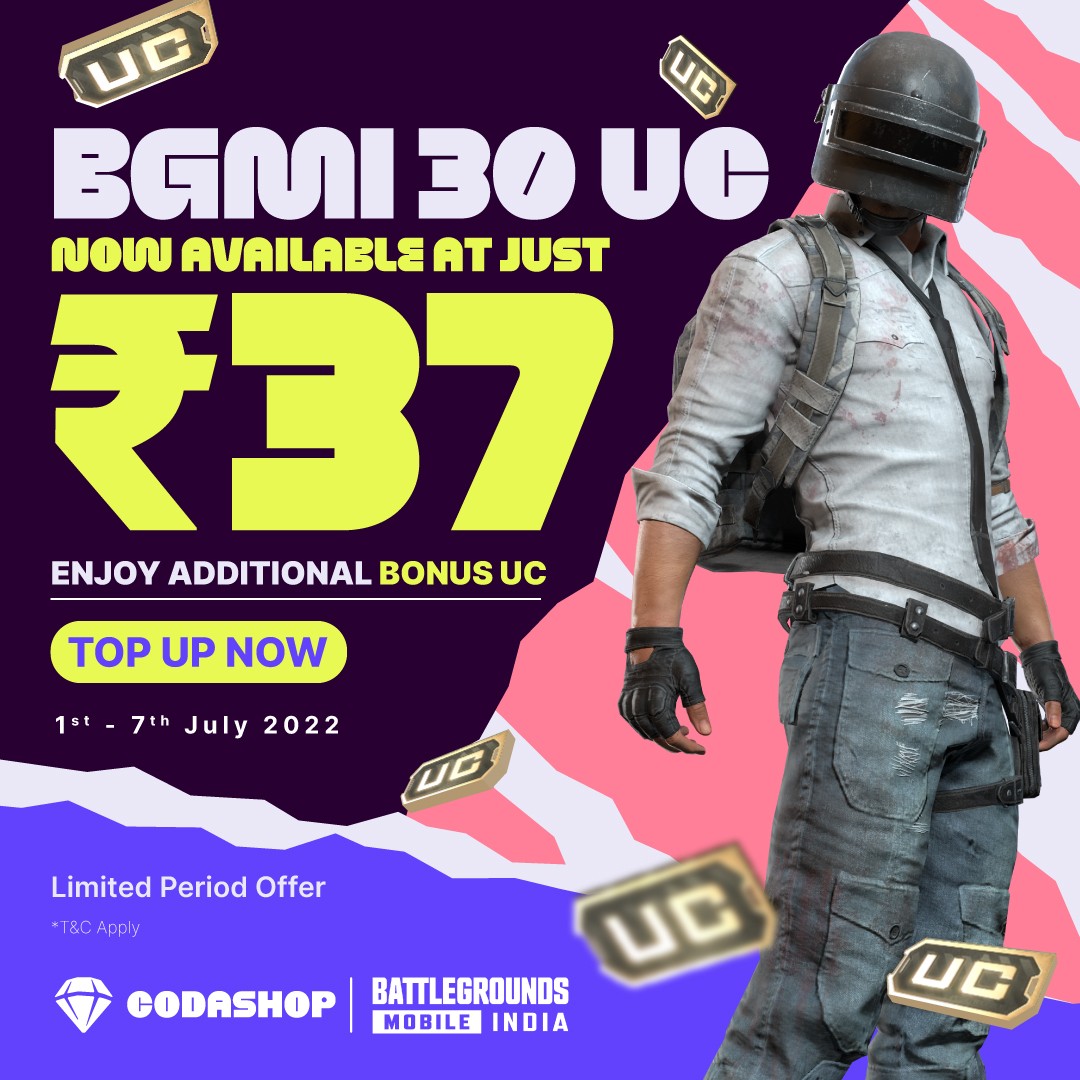 UC
UC
BGMI 30 UC
NOW AVAILABLE AT JUST
₹37
ENJOY ADDITIONAL BONUS UC
TOP UP NOW
1st - 7th July 2022
UC
Limited Period Offer
*T&C Apply
UC
UC
CODASHOP
BATTLEGROUNDS
MOBILE INDIA